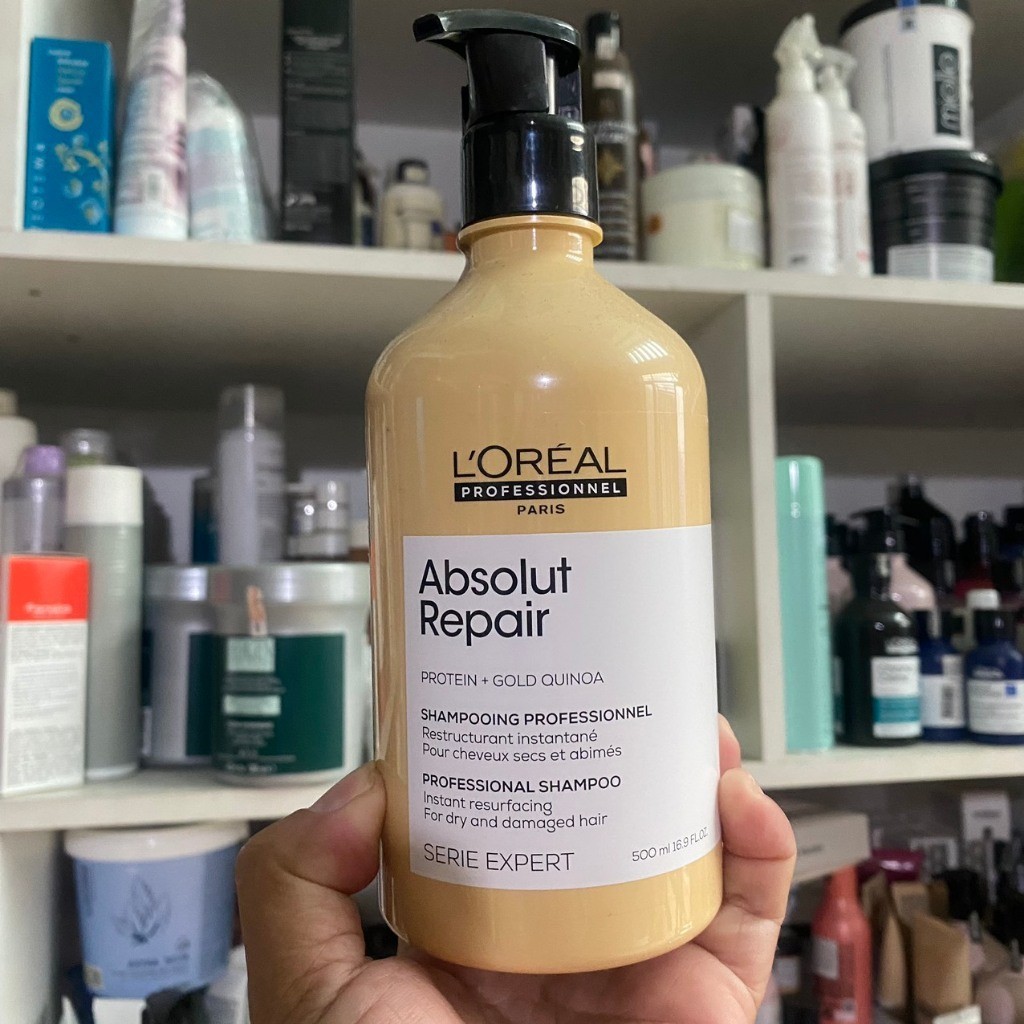 L'ORÉAL
PROFESSIONNEL
PARIS
Absolut
Repair
PROTEIN + GOLD QUINOA
SHAMPOOING PROFESSIONNEL
Restructurant instantané
Pour cheveux secs et abimés
PROFESSIONAL SHAMPOO
Instant resurfacing
For dry and damaged hair
SERIE EXPERT
500 ml 16.9 FL.OZ.